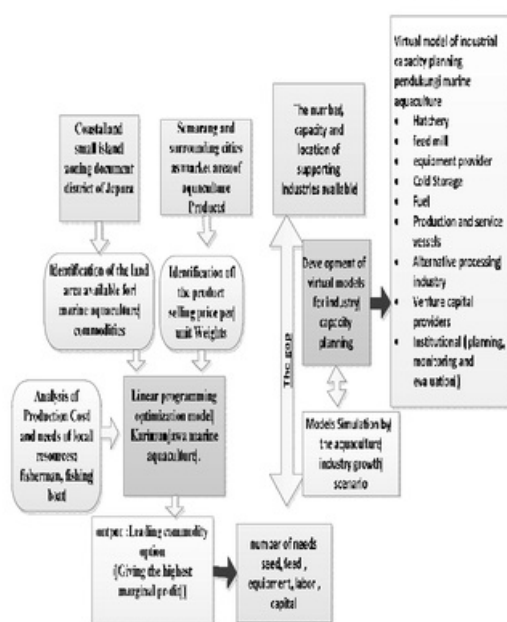 Coastal and
small island
zoning document
district of Jepara
Semarang and
surrounding cities
as market area of
aquaculture
Products
The number,
capacity and
location of
supporting
industries available
Virtual model of industrial
capacity planning
pendukung marine
aquaculture
• Hatchery
• feed mill
• equipment provider
• Cold Storage
• Fuel
• Production and service
vessels
• Alternative processing
industry
• Venture capital
providers
• Institutional (planning,
monitoring and
evaluation)
Identification of the land
area available for
marine aquaculture
commodities
Identification of
the product
selling price per
unit Weights
Development of
virtual models
for industry
capacity
planning
The gap
Analysis of
Production Cost
and needs of local
resources:
fisherman, fishing
boat
Linear programming
optimization model
Karimunjawa marine
aquaculture.
Models Simulation by
the aquaculture
industry growth
scenario
output : Leading commodity
option
(Giving the highest
marginal profit)
number of needs
seed, feed ,
equipment, labor ,
capital